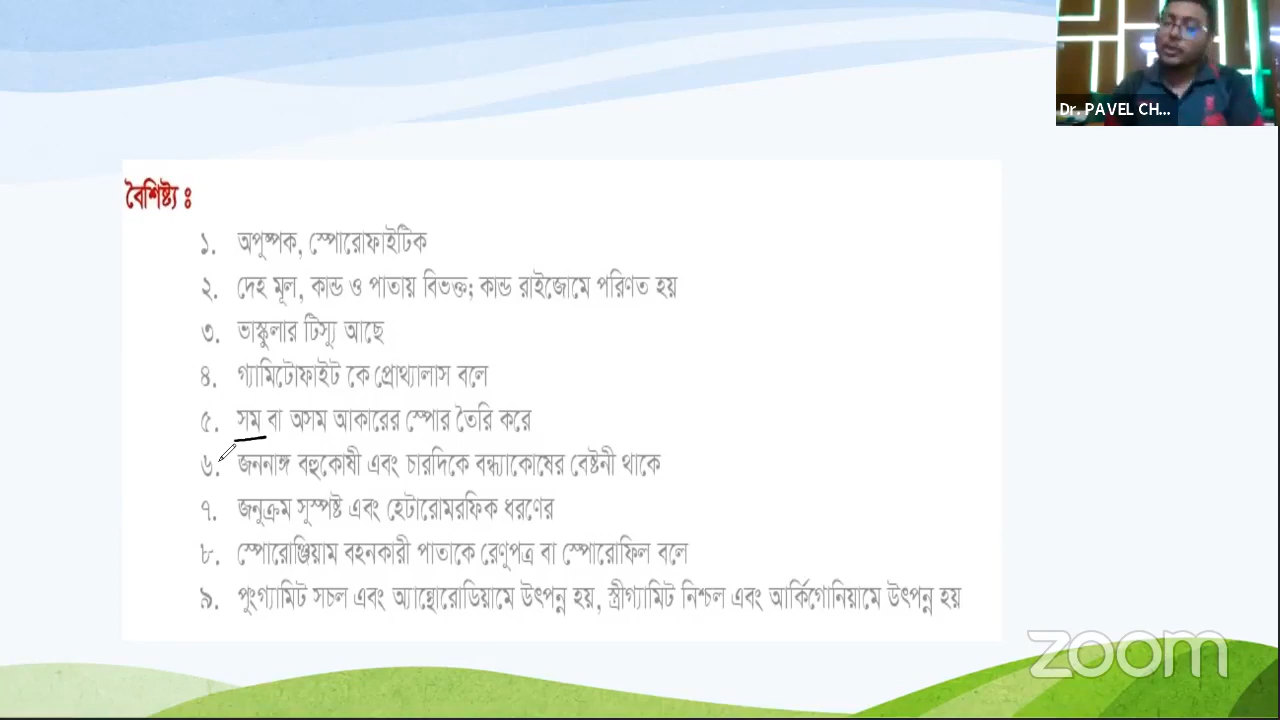 Dr. PAVEL CH...
বৈশিষ্ট্য ঃ
১. অপুষ্পক, স্পোরোফাইটিক
২. দেহ মূল, কান্ড ও পাতায় বিভক্ত; কান্ড রাইজোমে পরিণত হয়
৩. ভাস্কুলার টিস্যু আছে
৪. গ্যামিটোফাইট কে প্রোথ্যালাস বলে
৫. সম বা অসম আকারের স্পোর তৈরি করে
৬. জননাঙ্গ বহুকোষী এবং চারদিকে বন্ধ্যাকোষের বেষ্টনী থাকে
৭. জনুক্রম সুস্পষ্ট এবং হেটারোমরফিক ধরণের
৮. স্পোরোঞ্জিয়াম বহনকারী পাতাকে রেণুপত্র বা স্পোরোফিল বলে
৯. পুংগ্যামিট সচল এবং অ্যান্থেরোডিয়ামে উৎপন্ন হয়, স্ত্রীগ্যামিট নিশ্চল এবং আর্কিগোনিয়ামে উৎপন্ন হয়
zoom